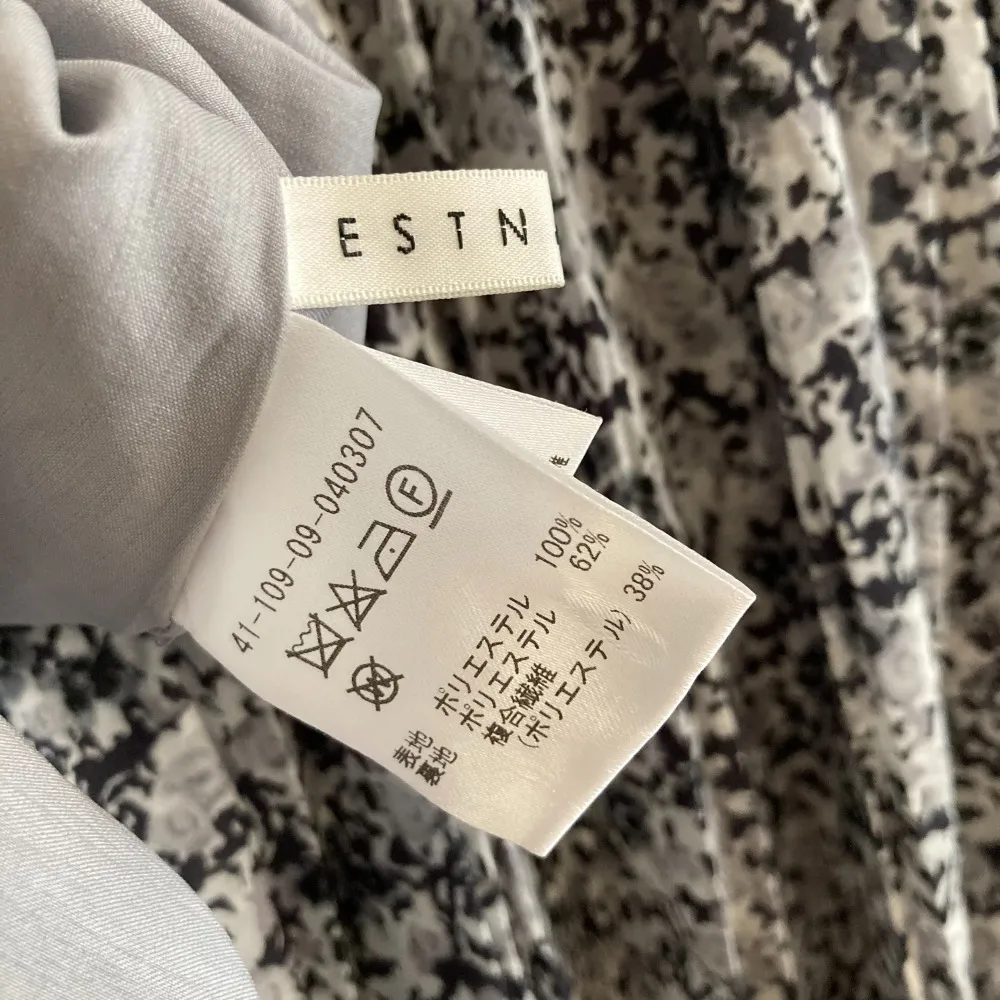 ESTN
41-109-09-040307
F
W
表地 ポリエステル 100%
裏地 ポリエステル 62%
複合繊維
(ポリエステル) 38%
維